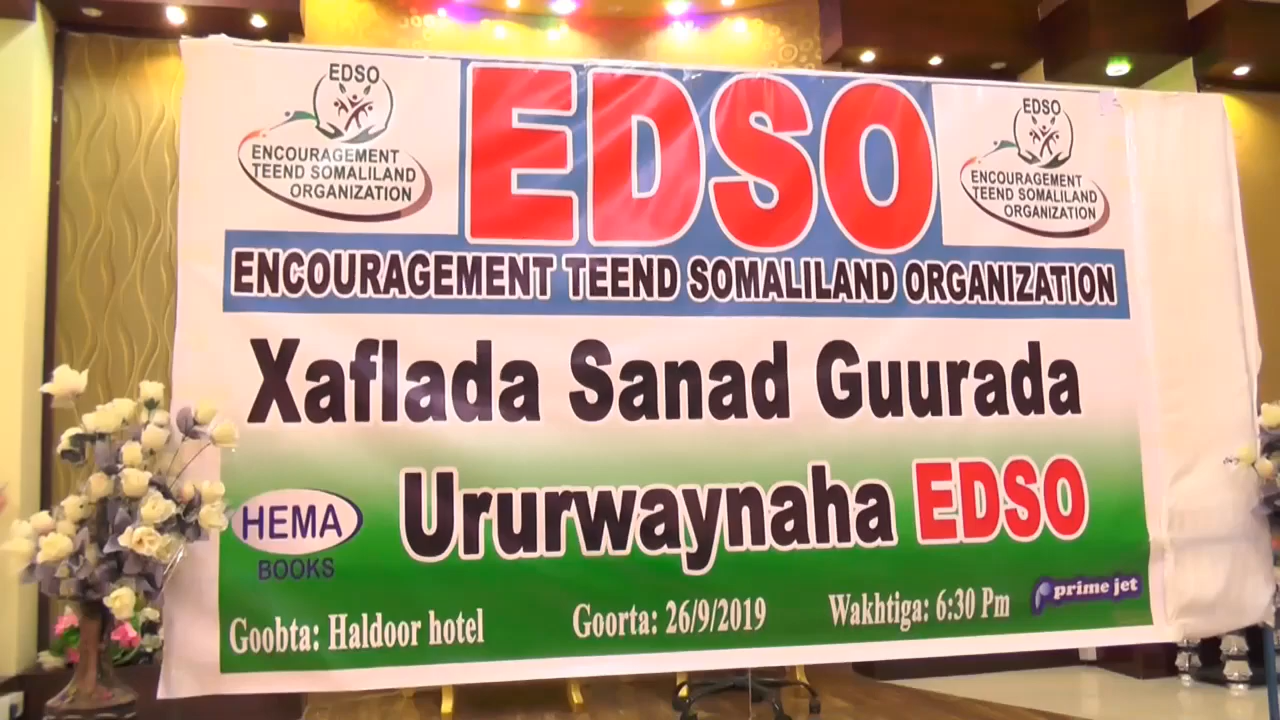 EDSO
ENCOURAGEMENT
TEEND SOMALILAND
ORGANIZATION
EDSO
EDSO
ENCOURAGEMENT
TEEND SOMALILAND
ORGANIZATION
ENCOURAGEMENT TEEND SOMALILAND ORGANIZATION
Xaflada Sanad Guurada
Ururwaynaha EDSO
HEMA
BOOKS
prime jet
Goobta: Haldoor hotel
Goorta: 26/9/2019
Wakhtiga: 6:30 Pm